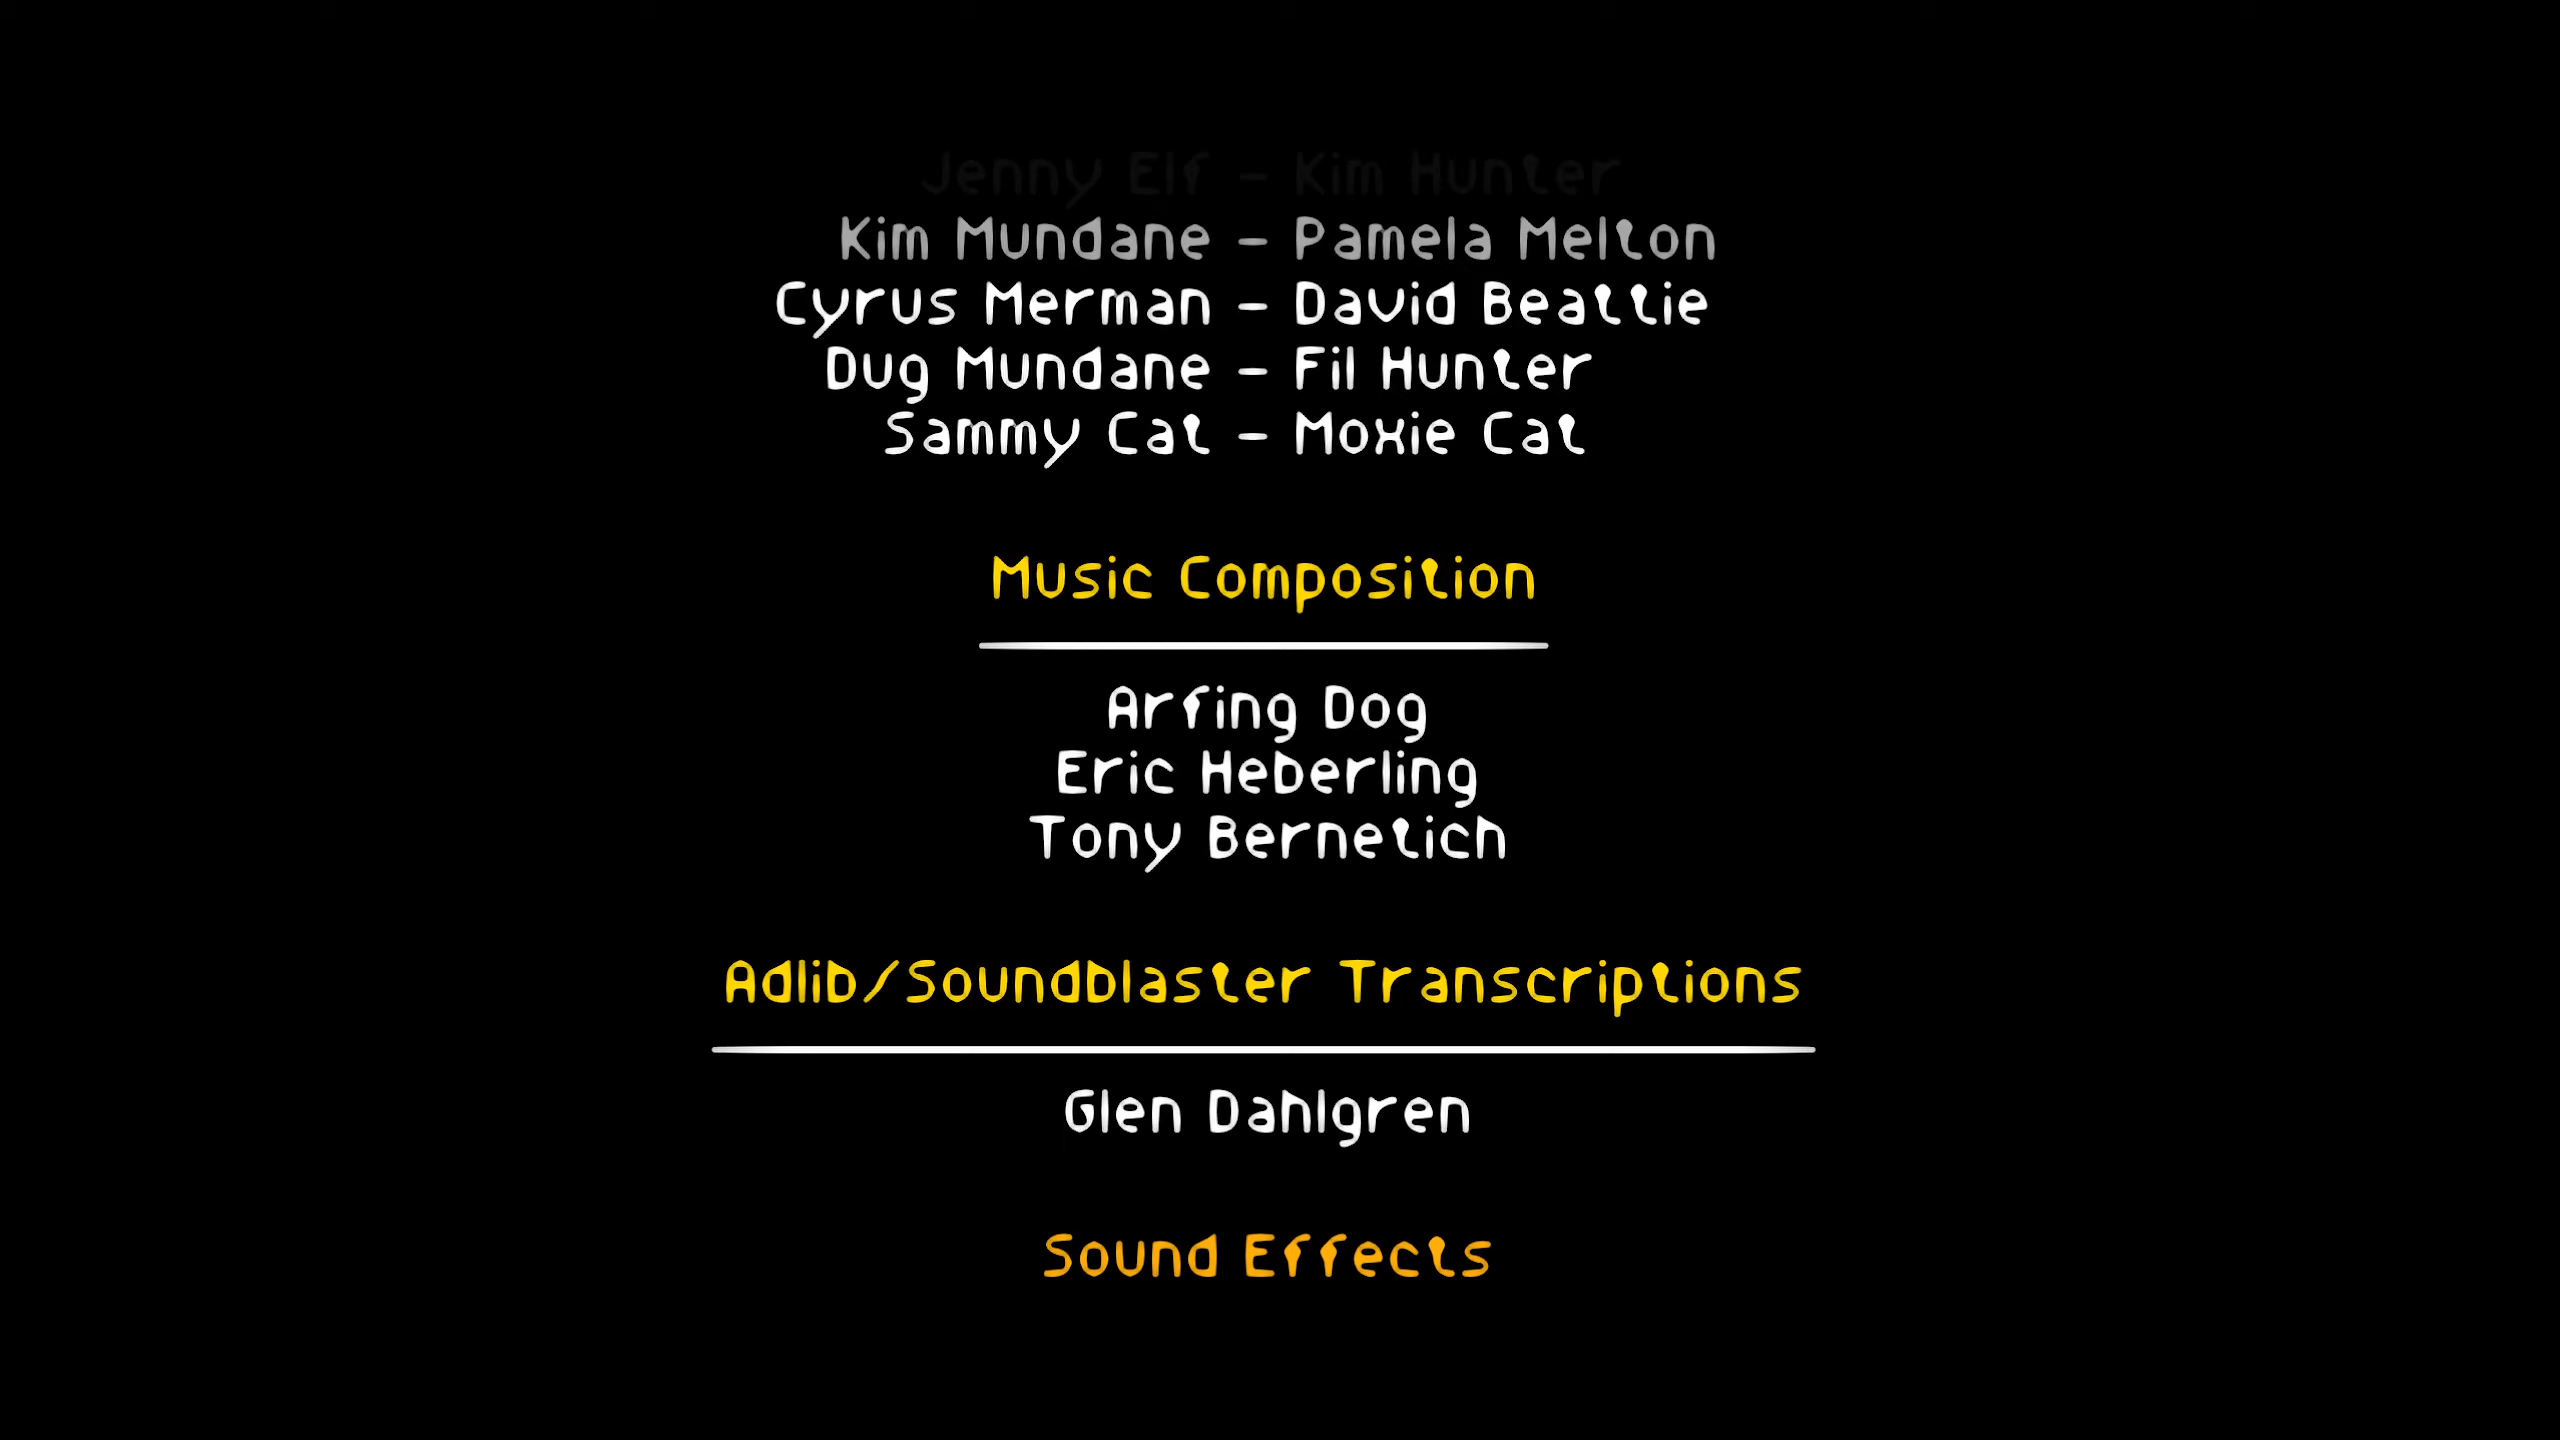 Jenny Elf - Kim Hunter
Kim Mundane - Pamela Melton
Cyrus Merman - David Beattie
Dug Mundane - Fil Hunter
Sammy Cat - Moxie Cat
Music Composition
Arfing Dog
Eric Heberling
Tony Bernetich
Adlib/Soundblaster Transcriptions
Glen Dahlgren
Sound Effects